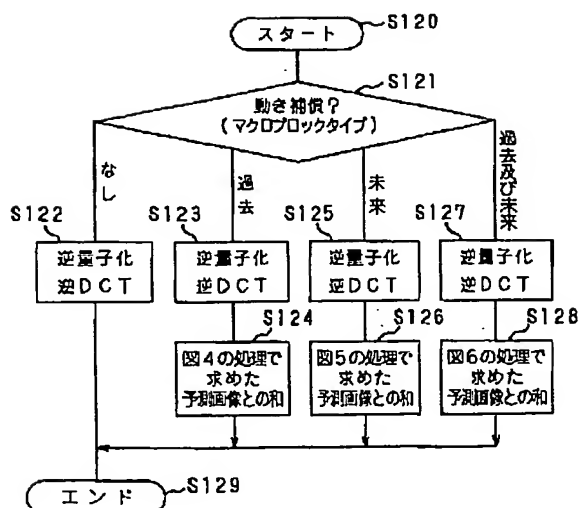 スタート
S120
S121
動き補償？
(マクロブロックタイプ)
なし
過去
未来
過去及び未来
S122
S123
S125
S127
逆量子化
逆DCT
逆量子化
逆DCT
逆量子化
逆DCT
逆量子化
逆DCT
S124
S126
S128
図4の処理で
求めた
予測画像との和
図5の処理で
求めた
予測画像との和
図6の処理で
求めた
予測画像との和
エンド
S129